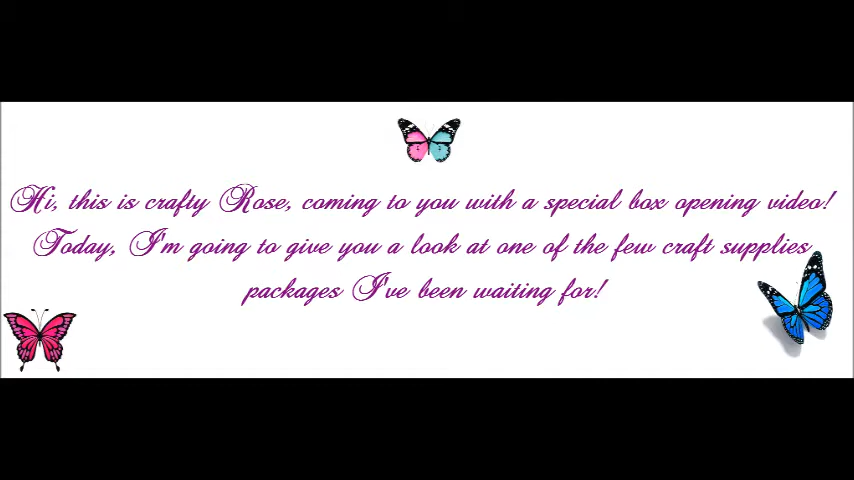 Hi, this is crafty Rose, coming to you with a special box opening video!
Today, I'm going to give you a look at one of the few craft supplies
packages I've been waiting for!